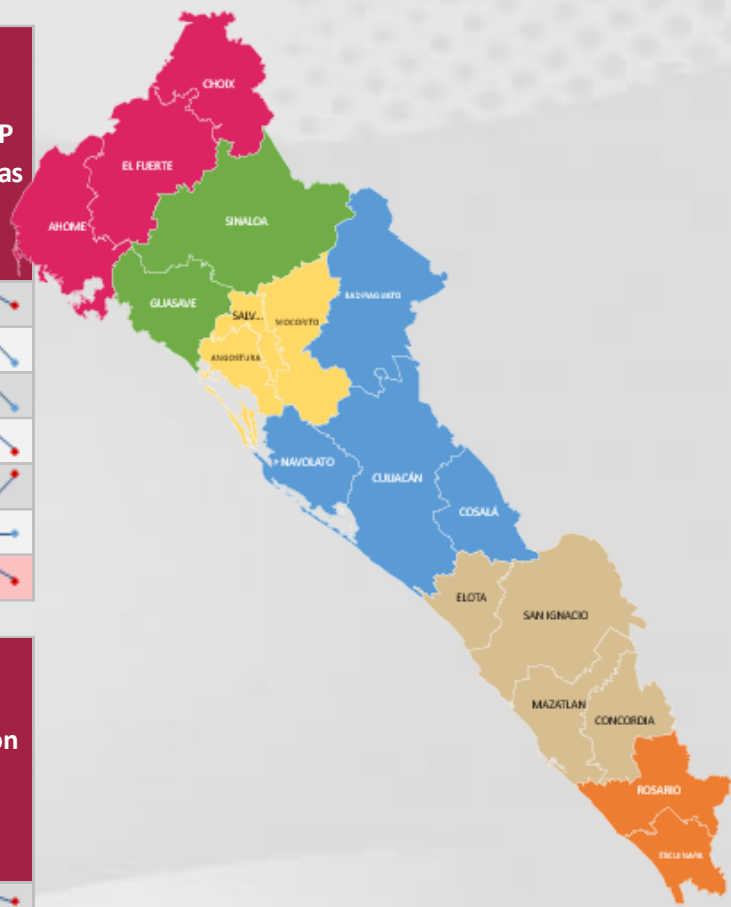 P
as
ón
CHOIX
EL FUERTE
AHOME
SINALOA
GUASAVE
BADIRAGUATO
SALV...
MOCORITO
ANGOSTURA
NAVOLATO
CULIACÁN
COSALÁ
ELOTA
SAN IGNACIO
MAZATLAN
CONCORDIA
ROSARIO
ESCUINAPA